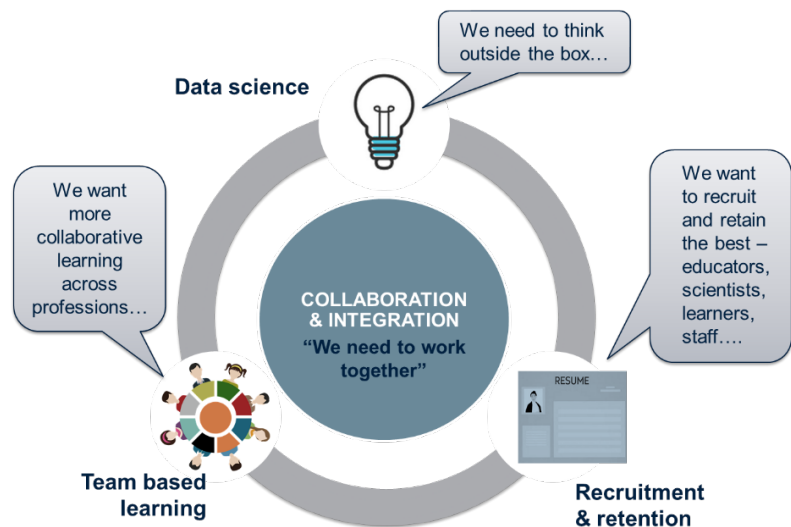 We need to think
outside the box…
Data science
We want
more
collaborative
learning
across
professions…
We want
to recruit
and retain
the best –
educators,
scientists,
learners,
staff….
COLLABORATION
& INTEGRATION
“We need to work
together”
RESUME
Team based
learning
Recruitment
& retention